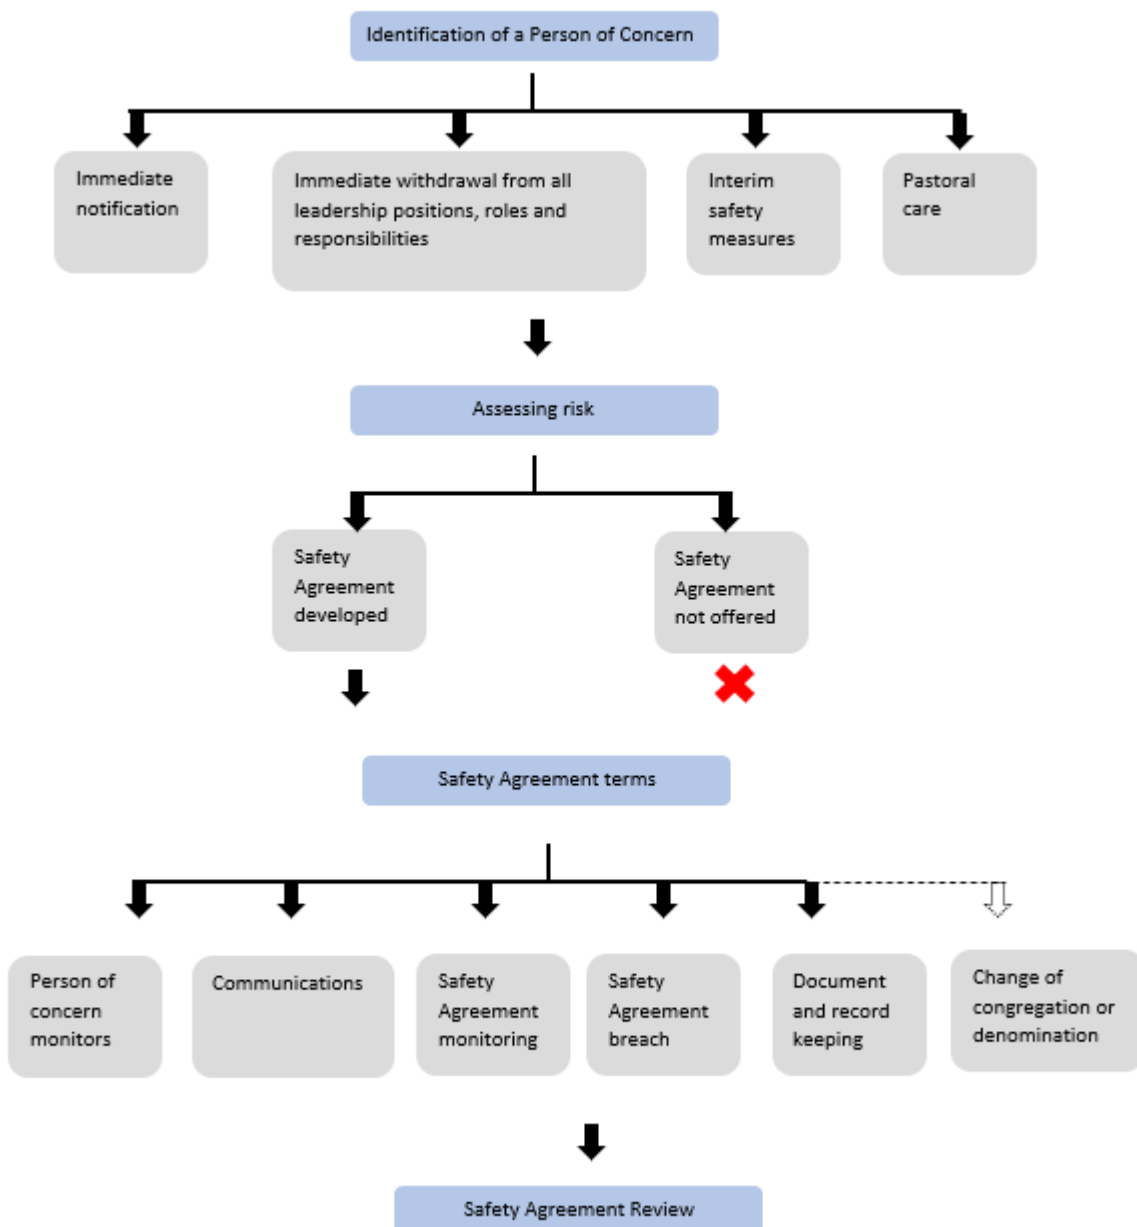 Identification of a Person of Concern
Immediate
notification
Immediate withdrawal from all
leadership positions, roles and
responsibilities
Interim
safety
measures
Pastoral
care
Assessing risk
Safety
Agreement
developed
Safety
Agreement
not offered
Safety Agreement terms
Person of
concern
monitors
Communications
Safety
Agreement
monitoring
Safety
Agreement
breach
Document
and record
keeping
Change of
congregation or
denomination
Safety Agreement Review